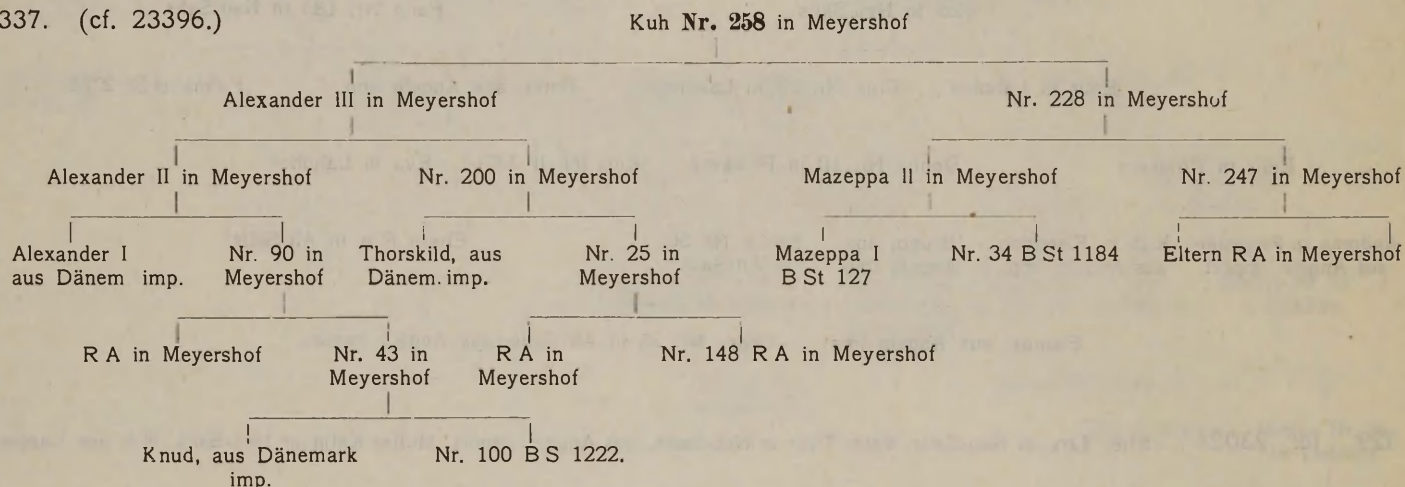 337. (cf. 23396.) Kuh Nr. 258 in Meyershof
Alexander III in Meyershof Nr. 228 in Meyershof
Alexander II in Meyershof Nr. 200 in Meyershof Mazeppa II in Meyershof Nr. 247 in Meyershof
Alexander I Nr. 90 in Thorskild, aus Nr. 25 in Mazeppa I Nr. 34 B St 1184 Eltern R A in Meyershof
aus Dänem imp. Meyershof Dänem. imp. Meyershof B St 127
R A in Meyershof Nr. 43 in R A in Nr. 148 R A in Meyershof
Meyershof Meyershof
Knud, aus Dänemark Nr. 100 B S 1222.
imp.